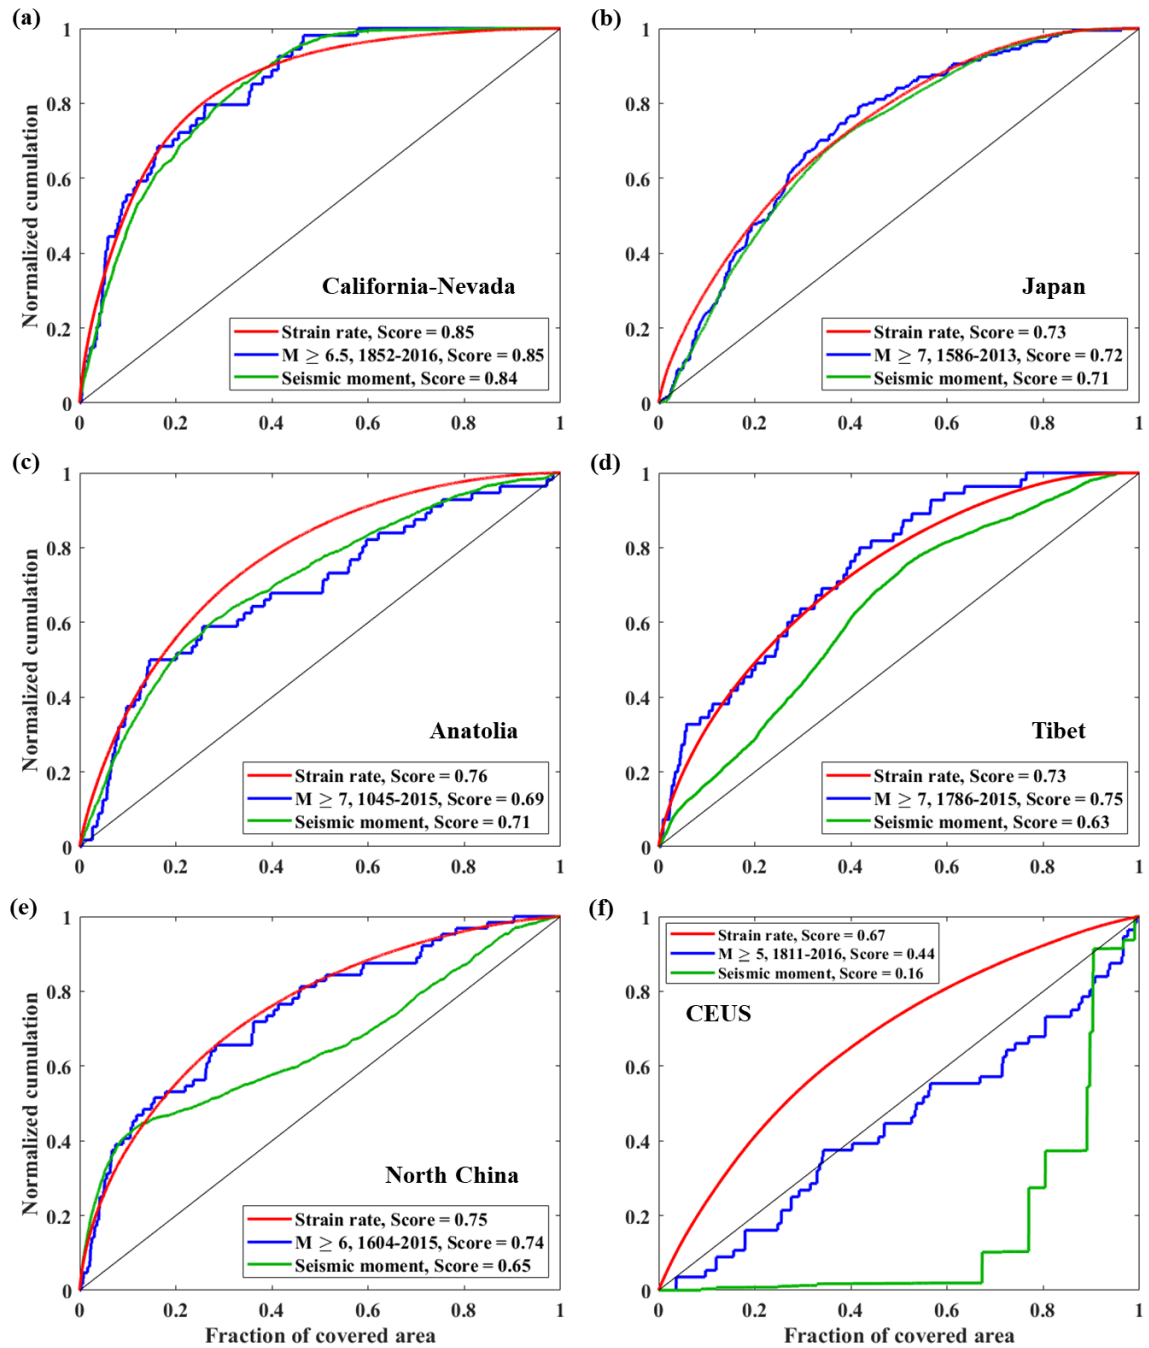 (a)
Normalized cumulation
1
0.8
0.6
0.4
0.2
0
California-Nevada
Strain rate, Score = 0.85
M ≥ 6.5, 1852-2016, Score = 0.85
Seismic moment, Score = 0.84
0 0.2 0.4 0.6 0.8 1
(b)
1
0.8
0.6
0.4
0.2
0
Japan
Strain rate, Score = 0.73
M ≥ 7, 1586-2013, Score = 0.72
Seismic moment, Score = 0.71
0 0.2 0.4 0.6 0.8 1
(c)
Normalized cumulation
1
0.8
0.6
0.4
0.2
0
Anatolia
Strain rate, Score = 0.76
M ≥ 7, 1045-2015, Score = 0.69
Seismic moment, Score = 0.71
0 0.2 0.4 0.6 0.8 1
(d)
1
0.8
0.6
0.4
0.2
0
Tibet
Strain rate, Score = 0.73
M ≥ 7, 1786-2015, Score = 0.75
Seismic moment, Score = 0.63
0 0.2 0.4 0.6 0.8 1
(e)
Normalized cumulation
1
0.8
0.6
0.4
0.2
0
North China
Strain rate, Score = 0.75
M ≥ 6, 1604-2015, Score = 0.74
Seismic moment, Score = 0.65
0 0.2 0.4 0.6 0.8 1
Fraction of covered area
(f)
1
0.8
0.6
0.4
0.2
0
Strain rate, Score = 0.67
M ≥ 5, 1811-2016, Score = 0.44
Seismic moment, Score = 0.16
CEUS
0 0.2 0.4 0.6 0.8 1
Fraction of covered area